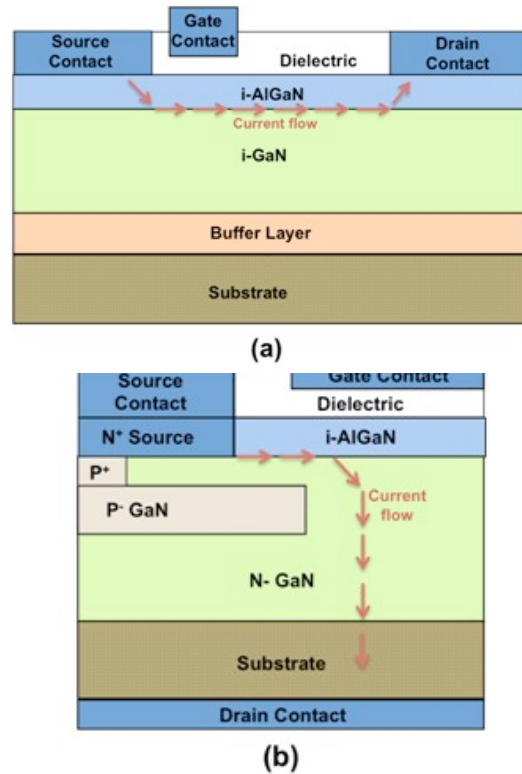 Gate
Contact
Source
Contact
Dielectric
Drain
Contact
i-AlGaN
Current flow
i-GaN
Buffer Layer
Substrate
(a)
Source
Contact
Gate Contact
Dielectric
N⁺ Source
i-AlGaN
P⁺
P⁻ GaN
Current
flow
N- GaN
Substrate
Drain Contact
(b)